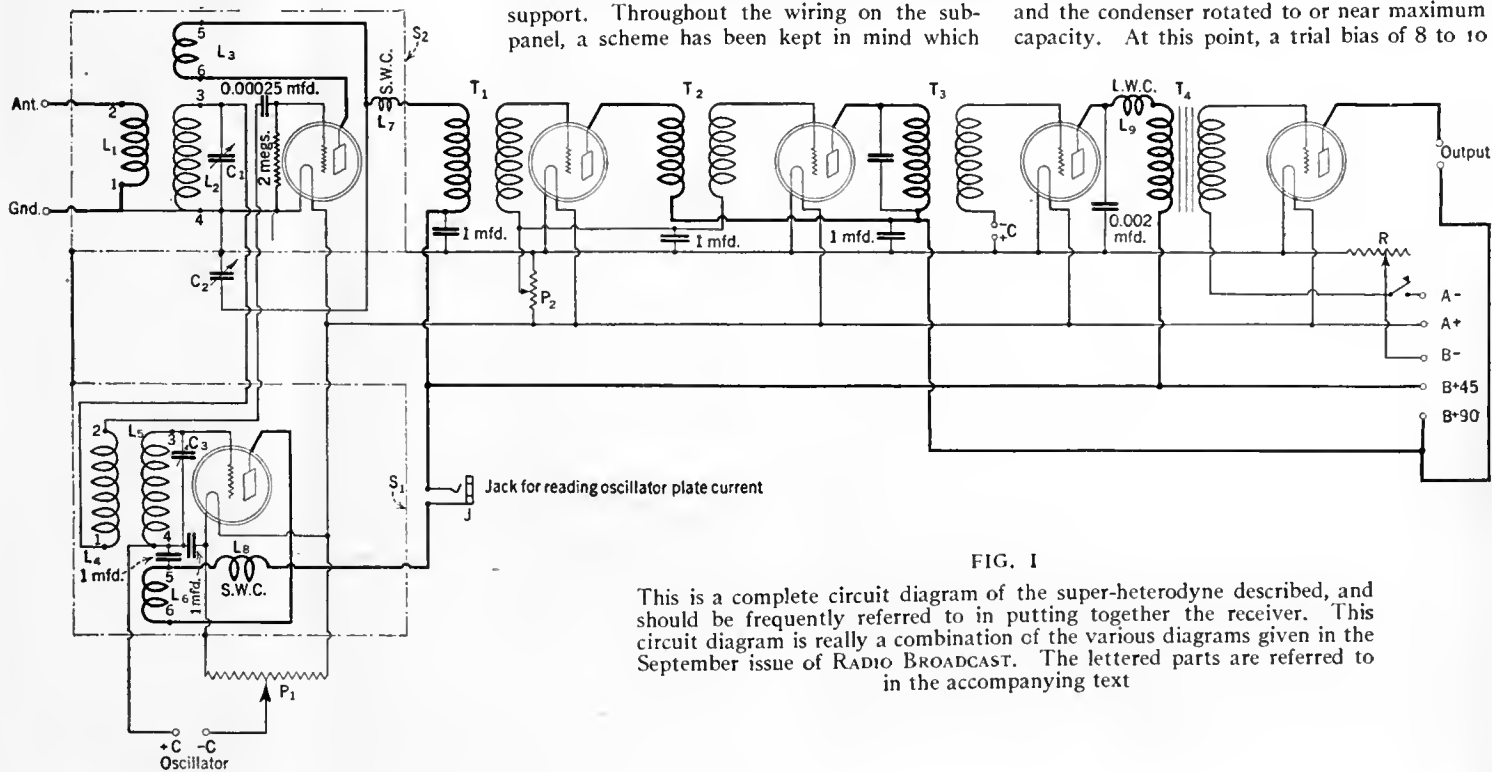 support. Throughout the wiring on the sub-
panel, a scheme has been kept in mind which
and the condenser rotated to or near maximum
capacity. At this point, a trial bias of 8 to 10
5
L3
6
S2
S.W.C.
L7
0.00025 mfd.
Ant.
2
L1
1
Gnd.
3
L2
C1
4
2 megs.
C2
T1
T2
T3
L.W.C.
L9
T4
Output
1 mfd.
1 mfd.
1 mfd.
-C
+C
0.002
mfd.
P2
R
A-
A+
B-
B+45
B+90
2
L5
3
C3
1
L4
4
1 mfd.
5
L6
6
1 mfd.
L8
S.W.C.
S1
Jack for reading oscillator plate current
J
P1
+C -C
Oscillator
FIG. I
This is a complete circuit diagram of the super-heterodyne described, and
should be frequently referred to in putting together the receiver. This
circuit diagram is really a combination of the various diagrams given in the
September issue of RADIO BROADCAST. The lettered parts are referred to
in the accompanying text